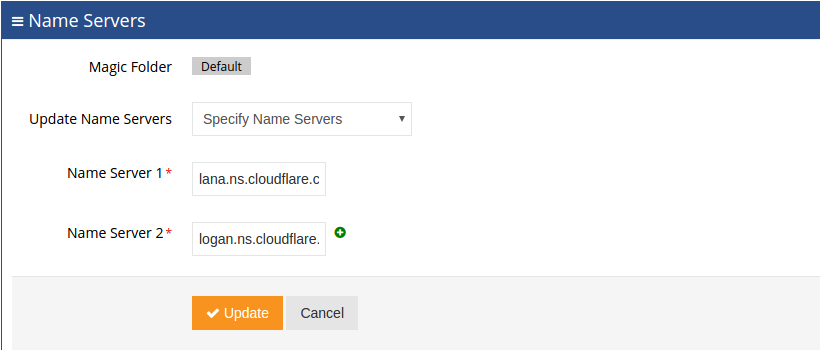 Name Servers
Magic Folder Default
Update Name Servers Specify Name Servers
Name Server 1* lana.ns.cloudflare.c
Name Server 2* logan.ns.cloudflare.
Update Cancel